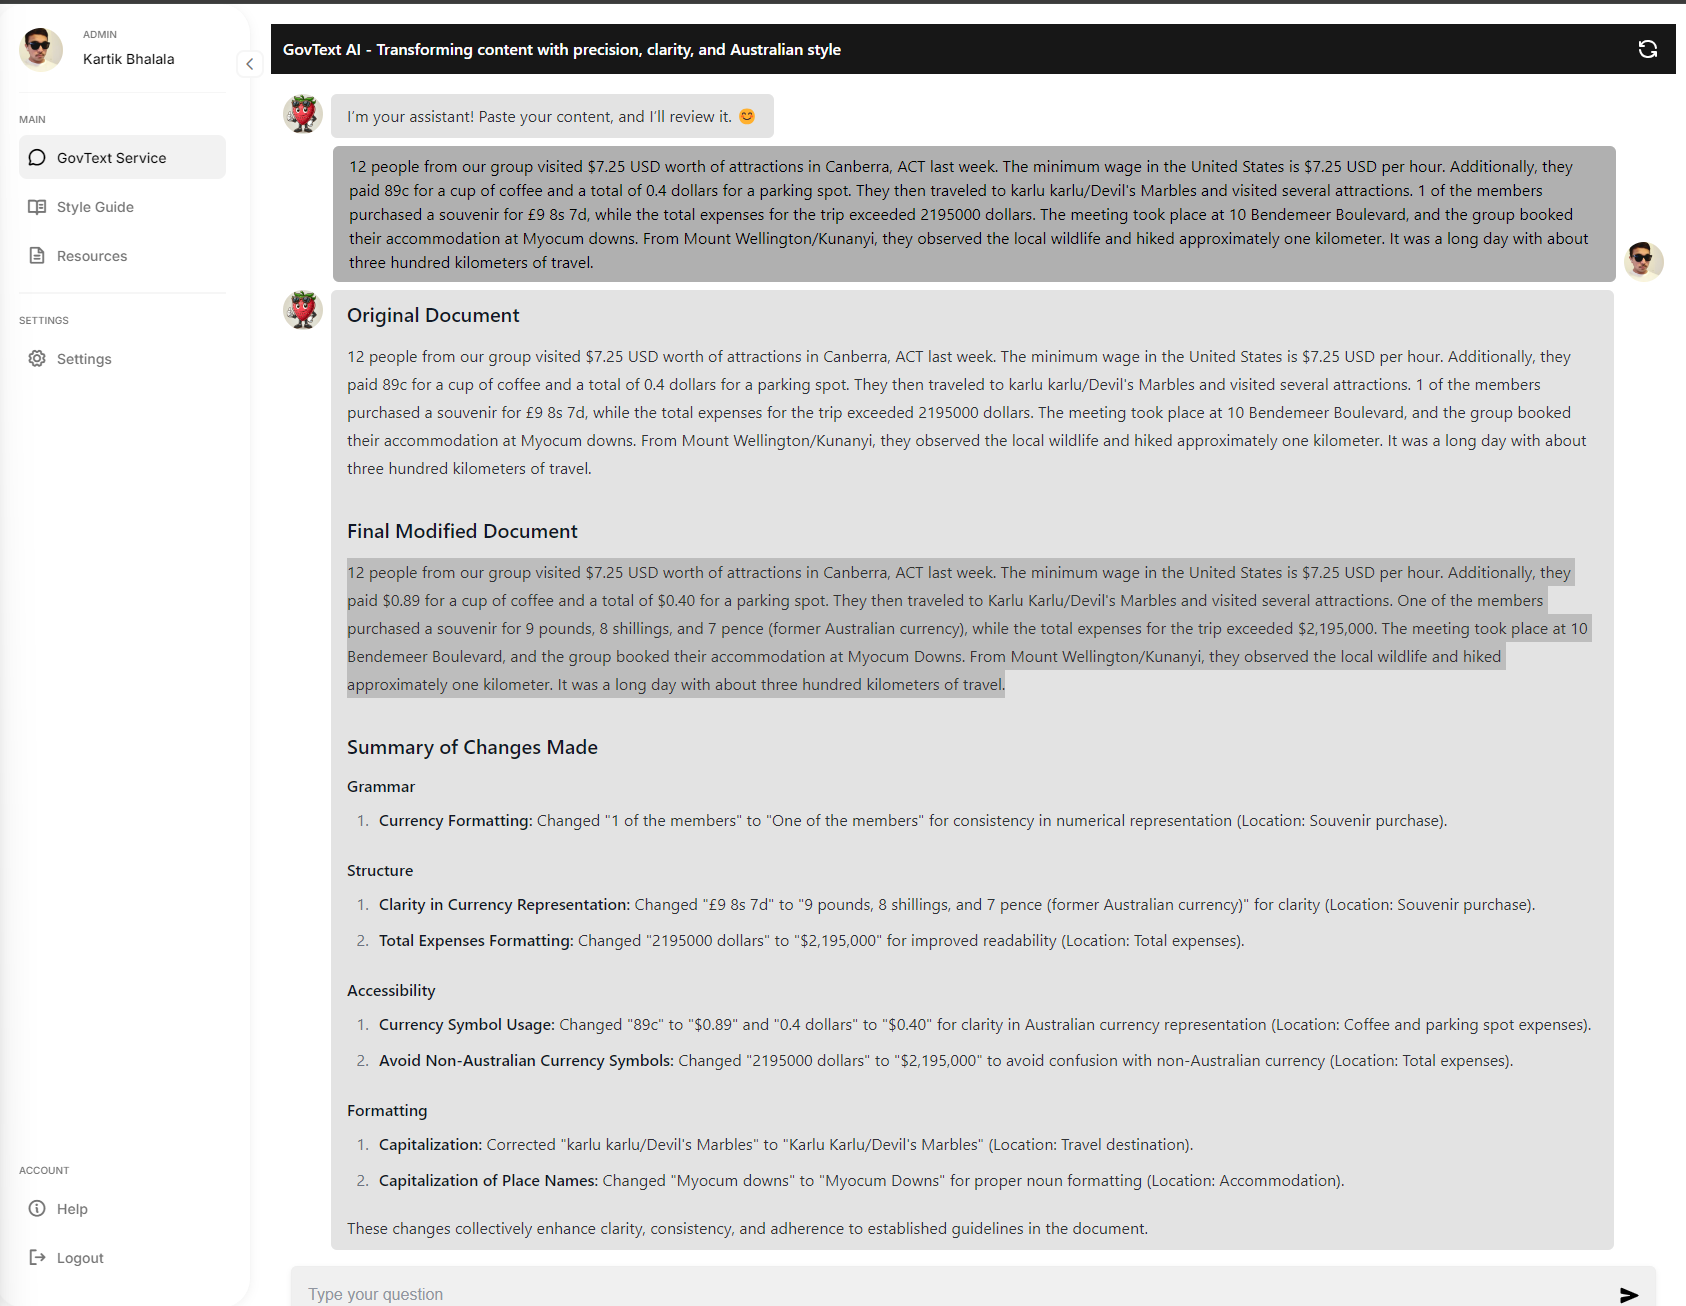 ADMIN
Kartik Bhalala
MAIN
GovText Service
Style Guide
Resources
SETTINGS
Settings
ACCOUNT
Help
Logout
GovText AI - Transforming content with precision, clarity, and Australian style
I'm your assistant! Paste your content, and I'll review it. 😊
12 people from our group visited $7.25 USD worth of attractions in Canberra, ACT last week. The minimum wage in the United States is $7.25 USD per hour. Additionally, they
paid 89c for a cup of coffee and a total of 0.4 dollars for a parking spot. They then traveled to karlu karlu/Devil's Marbles and visited several attractions. 1 of the members
purchased a souvenir for £9 8s 7d, while the total expenses for the trip exceeded 2195000 dollars. The meeting took place at 10 Bendemeer Boulevard, and the group booked
their accommodation at Myocum downs. From Mount Wellington/Kunanyi, they observed the local wildlife and hiked approximately one kilometer. It was a long day with about
three hundred kilometers of travel.
Original Document
12 people from our group visited $7.25 USD worth of attractions in Canberra, ACT last week. The minimum wage in the United States is $7.25 USD per hour. Additionally, they
paid 89c for a cup of coffee and a total of 0.4 dollars for a parking spot. They then traveled to karlu karlu/Devil's Marbles and visited several attractions. 1 of the members
purchased a souvenir for £9 8s 7d, while the total expenses for the trip exceeded 2195000 dollars. The meeting took place at 10 Bendemeer Boulevard, and the group booked
their accommodation at Myocum downs. From Mount Wellington/Kunanyi, they observed the local wildlife and hiked approximately one kilometer. It was a long day with about
three hundred kilometers of travel.
Final Modified Document
12 people from our group visited $7.25 USD worth of attractions in Canberra, ACT last week. The minimum wage in the United States is $7.25 USD per hour. Additionally, they
paid $0.89 for a cup of coffee and a total of $0.40 for a parking spot. They then traveled to Karlu Karlu/Devil's Marbles and visited several attractions. One of the members
purchased a souvenir for 9 pounds, 8 shillings, and 7 pence (former Australian currency), while the total expenses for the trip exceeded $2,195,000. The meeting took place at 10
Bendemeer Boulevard, and the group booked their accommodation at Myocum Downs. From Mount Wellington/Kunanyi, they observed the local wildlife and hiked
approximately one kilometer. It was a long day with about three hundred kilometers of travel.
Summary of Changes Made
Grammar
1. Currency Formatting: Changed "1 of the members" to "One of the members" for consistency in numerical representation (Location: Souvenir purchase).
Structure
1. Clarity in Currency Representation: Changed "£9 8s 7d" to "9 pounds, 8 shillings, and 7 pence (former Australian currency)" for clarity (Location: Souvenir purchase).
2. Total Expenses Formatting: Changed "2195000 dollars" to "$2,195,000" for improved readability (Location: Total expenses).
Accessibility
1. Currency Symbol Usage: Changed "89c" to "$0.89" and "0.4 dollars" to "$0.40" for clarity in Australian currency representation (Location: Coffee and parking spot expenses).
2. Avoid Non-Australian Currency Symbols: Changed "2195000 dollars" to "$2,195,000" to avoid confusion with non-Australian currency (Location: Total expenses).
Formatting
1. Capitalization: Corrected "karlu karlu/Devil's Marbles" to "Karlu Karlu/Devil's Marbles" (Location: Travel destination).
2. Capitalization of Place Names: Changed "Myocum downs" to "Myocum Downs" for proper noun formatting (Location: Accommodation).
These changes collectively enhance clarity, consistency, and adherence to established guidelines in the document.
Type your question